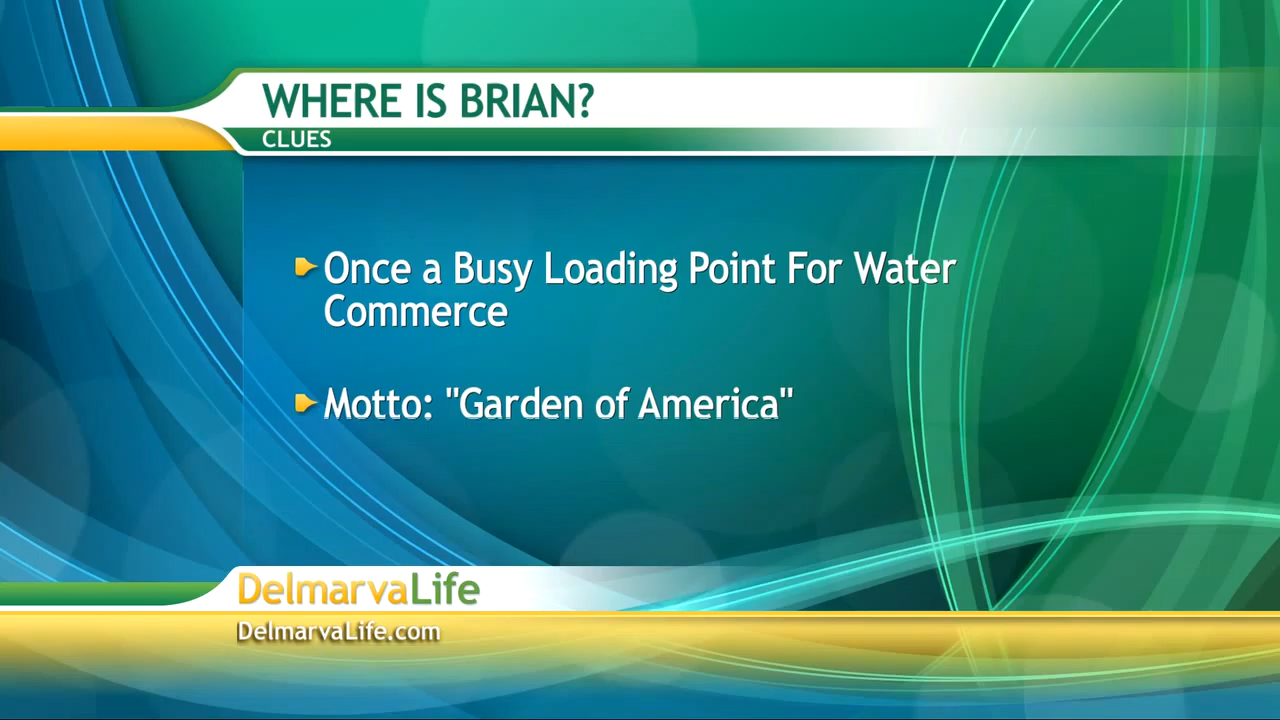 WHERE IS BRIAN?
CLUES
Once a Busy Loading Point For Water
Commerce
Motto: "Garden of America"
DelmarvaLife
DelmarvaLife.com